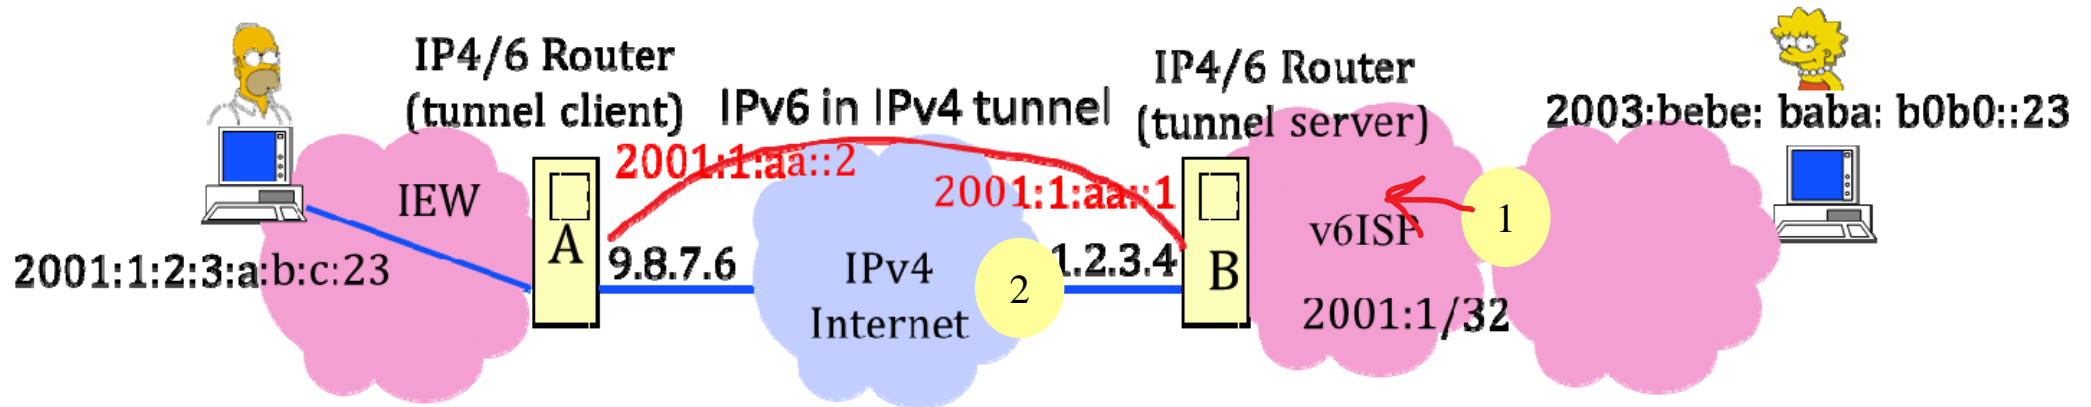 IP4/6 Router
(tunnel client)
IPv6 in IPv4 tunnel
IP4/6 Router
(tunnel server)
2003:bebe: baba: b0b0::23
2001:1:aa::2
2001:1:aa::1
IEW
A
9.8.7.6
IPv4
Internet
2
1.2.3.4
B
v6ISP
1
2001:1:2:3:a:b:c:23
2001:1/32